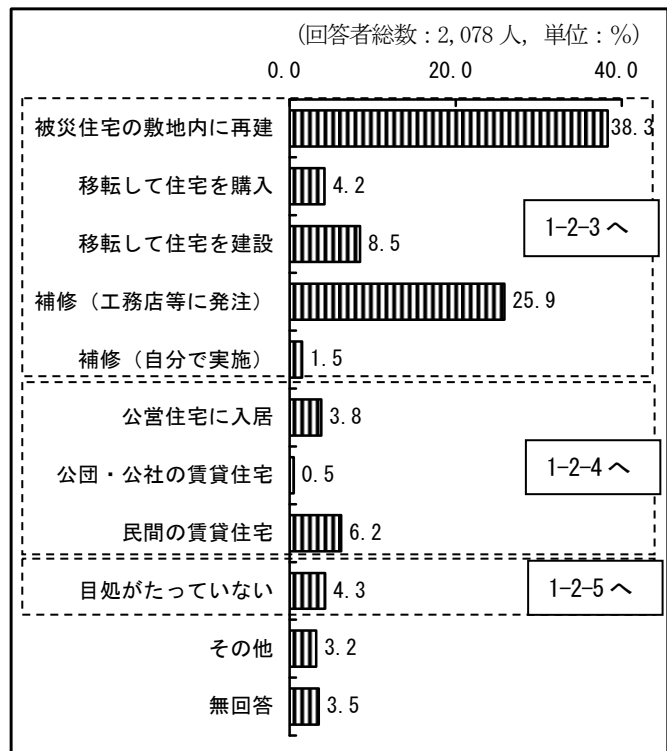 （回答者総数：2,078 人，単位：%）
0.0 20.0 40.0
被災住宅の敷地内に再建 38.3
移転して住宅を購入 4.2
1-2-3 へ
移転して住宅を建設 8.5
補修（工務店等に発注） 25.9
補修（自分で実施） 1.5
公営住宅に入居 3.8
公団・公社の賃貸住宅 0.5 1-2-4 へ
民間の賃貸住宅 6.2
目処がたっていない 4.3 1-2-5 へ
その他 3.2
無回答 3.5